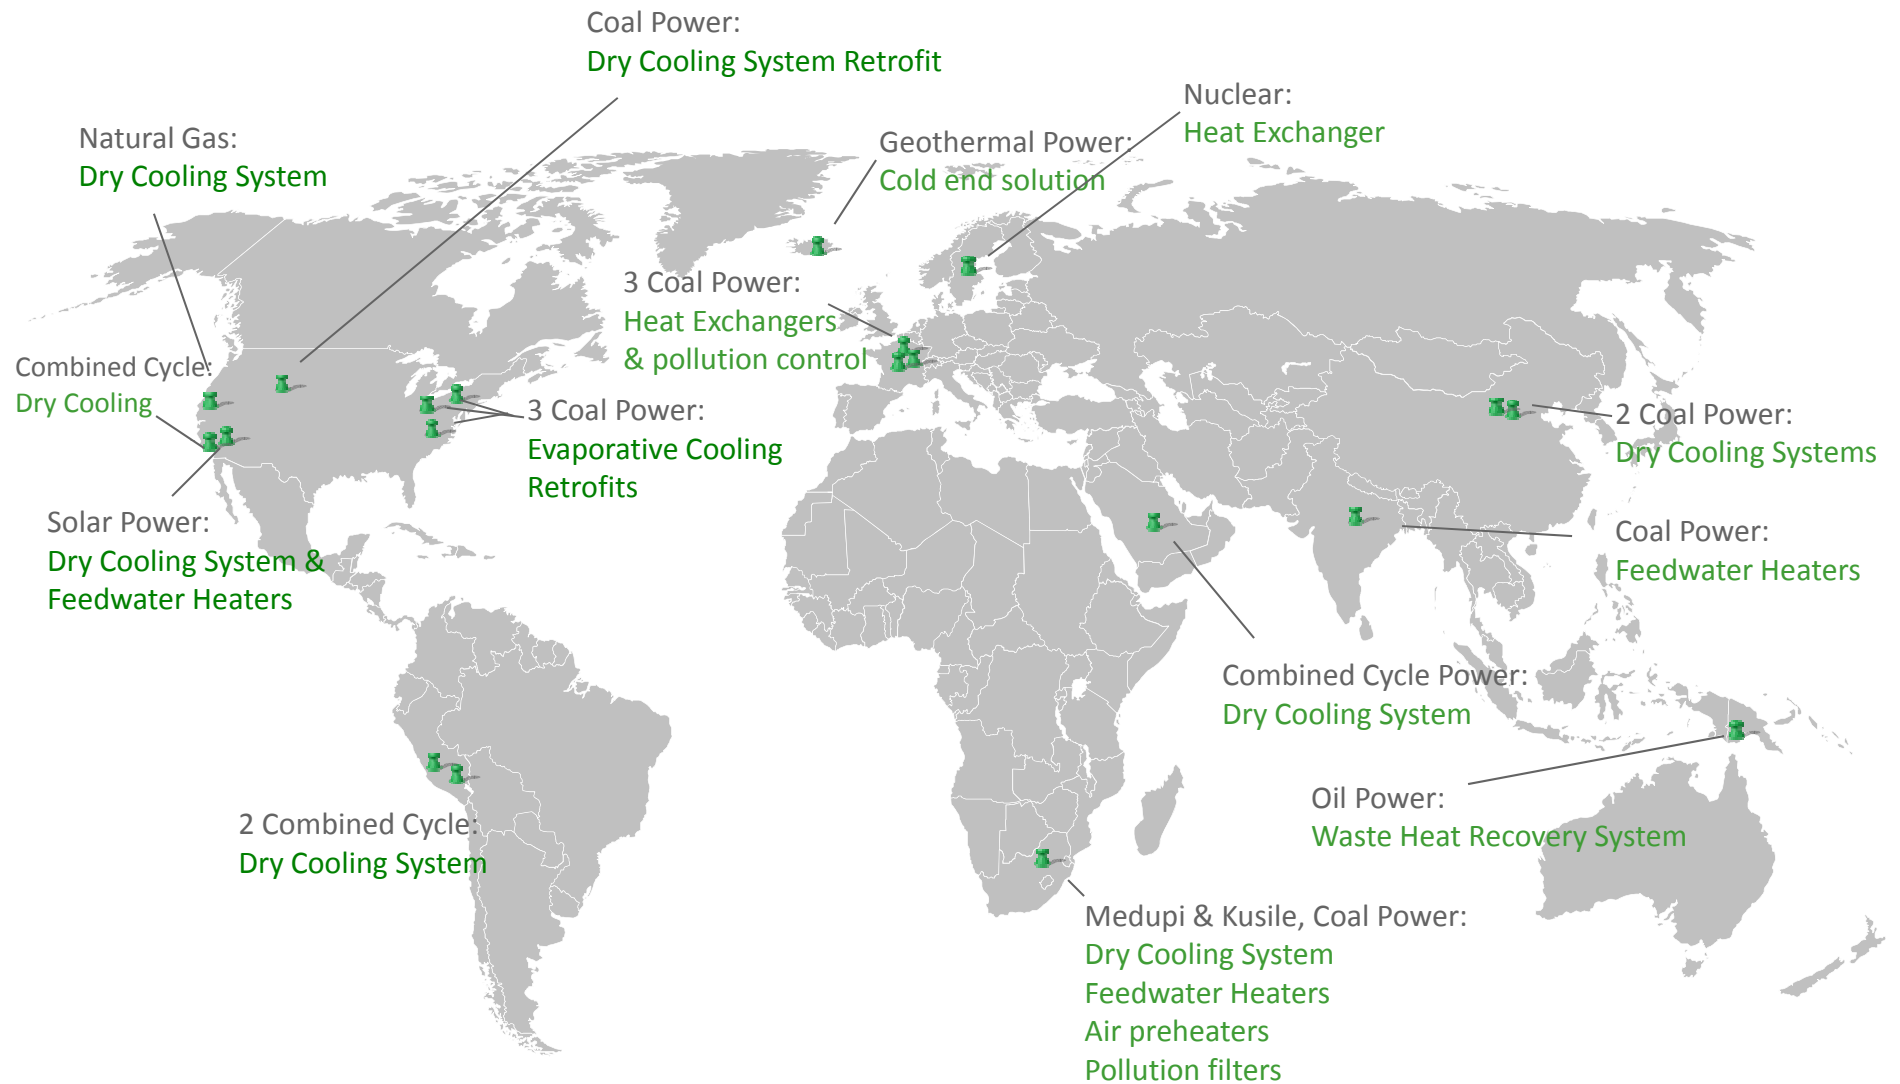 Coal Power:
Dry Cooling System Retrofit
Nuclear:
Heat Exchanger
Natural Gas:
Dry Cooling System
Geothermal Power:
Cold end solution
3 Coal Power:
Heat Exchangers
& pollution control
Combined Cycle:
Dry Cooling
3 Coal Power:
Evaporative Cooling
Retrofits
2 Coal Power:
Dry Cooling Systems
Solar Power:
Dry Cooling System &
Feedwater Heaters
Coal Power:
Feedwater Heaters
Combined Cycle Power:
Dry Cooling System
Oil Power:
Waste Heat Recovery System
2 Combined Cycle:
Dry Cooling System
Medupi & Kusile, Coal Power:
Dry Cooling System
Feedwater Heaters
Air preheaters
Pollution filters